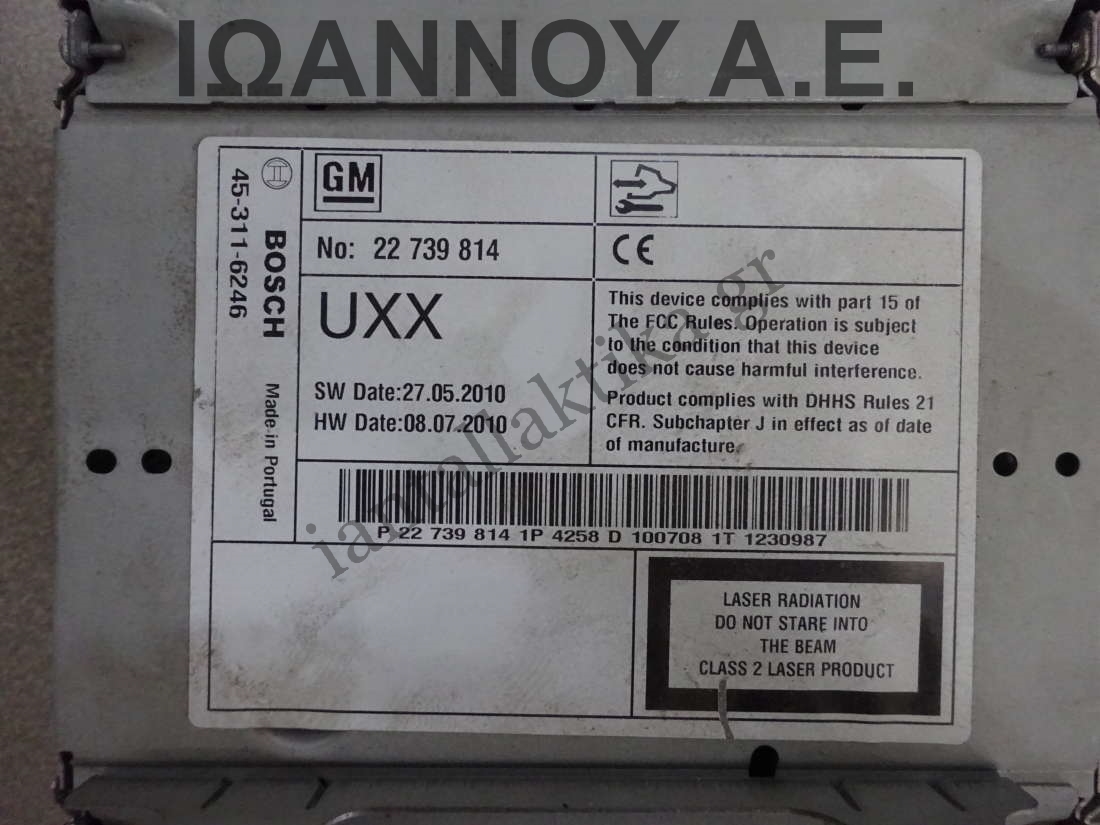 ΙΩΑΝΝΟΥ Α.Ε.
BOSCH Made in Portugal
45-311-6246
GM
No: 22 739 814
CE
UXX
SW Date:27.05.2010
HW Date:08.07.2010
This device complies with part 15 of
The FCC Rules. Operation is subject
to the condition that this device
does not cause harmful interference.
Product complies with DHHS Rules 21
CFR. Subchapter J in effect as of date
of manufacture.
P 22 739 814 1P 4258 D 100708 1T 1230987
LASER RADIATION
DO NOT STARE INTO
THE BEAM
CLASS 2 LASER PRODUCT
iantallaktika.gr